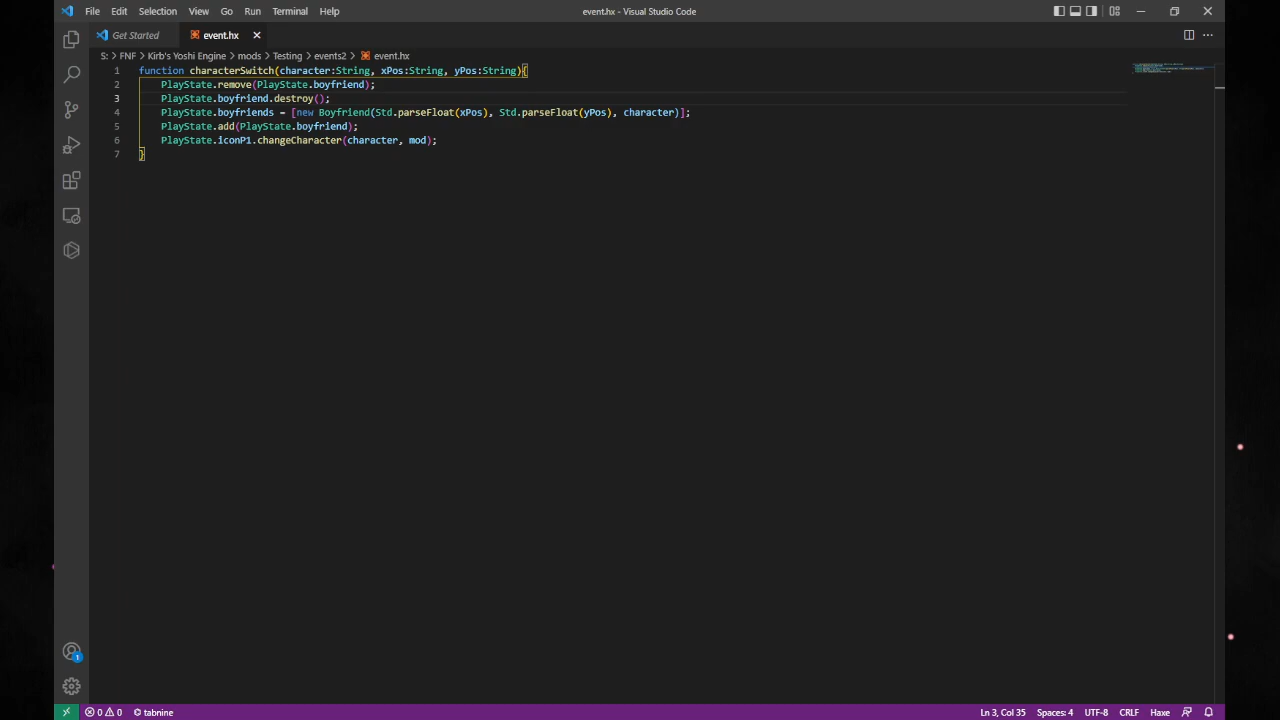 File Edit Selection View Go Run Terminal Help
event.hx - Visual Studio Code
Get Started
event.hx
S: > FNF > Kirb's Yoshi Engine > mods > Testing > events2 > event.hx
1 function characterSwitch(character:String, xPos:String, yPos:String){
2 PlayState.remove(PlayState.boyfriend);
3 PlayState.boyfriend.destroy();
4 PlayState.boyfriends = [new Boyfriend(Std.parseFloat(xPos), Std.parseFloat(yPos), character)];
5 PlayState.add(PlayState.boyfriend);
6 PlayState.iconP1.changeCharacter(character, mod);
7 }
1
0 0 tabnine
Ln 3, Col 35 Spaces: 4 UTF-8 CRLF Haxe